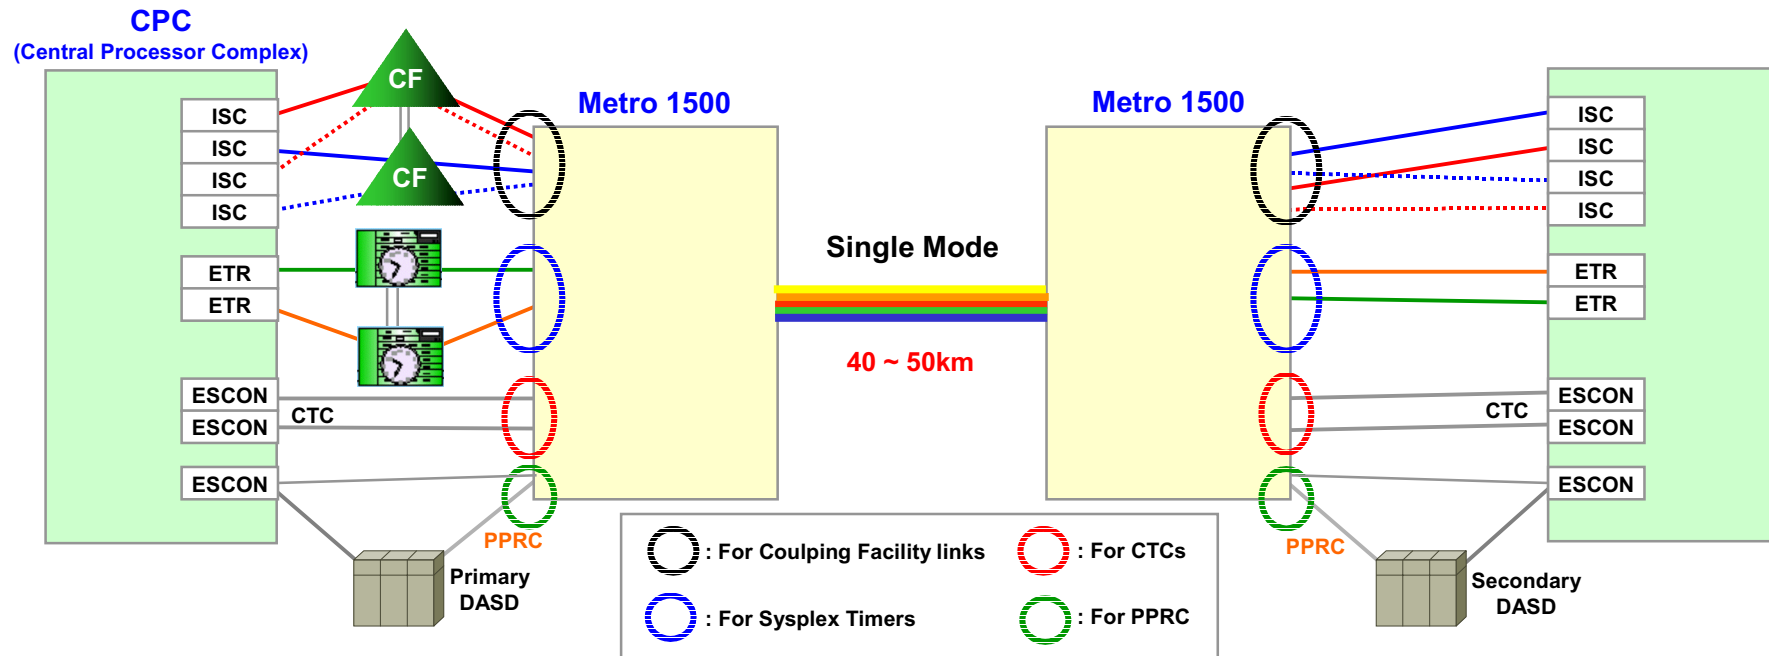 CPC
(Central Processor Complex)
CF
CF
Metro 1500
Metro 1500
ISC
ISC
ISC
ISC
ISC
ISC
ISC
ISC
Single Mode
40 ~ 50km
ETR
ETR
ETR
ETR
ESCON
ESCON
CTC
CTC
ESCON
ESCON
ESCON
ESCON
PPRC
PPRC
Primary
DASD
Secondary
DASD
: For Coulping Facility links
: For CTCs
: For Sysplex Timers
: For PPRC